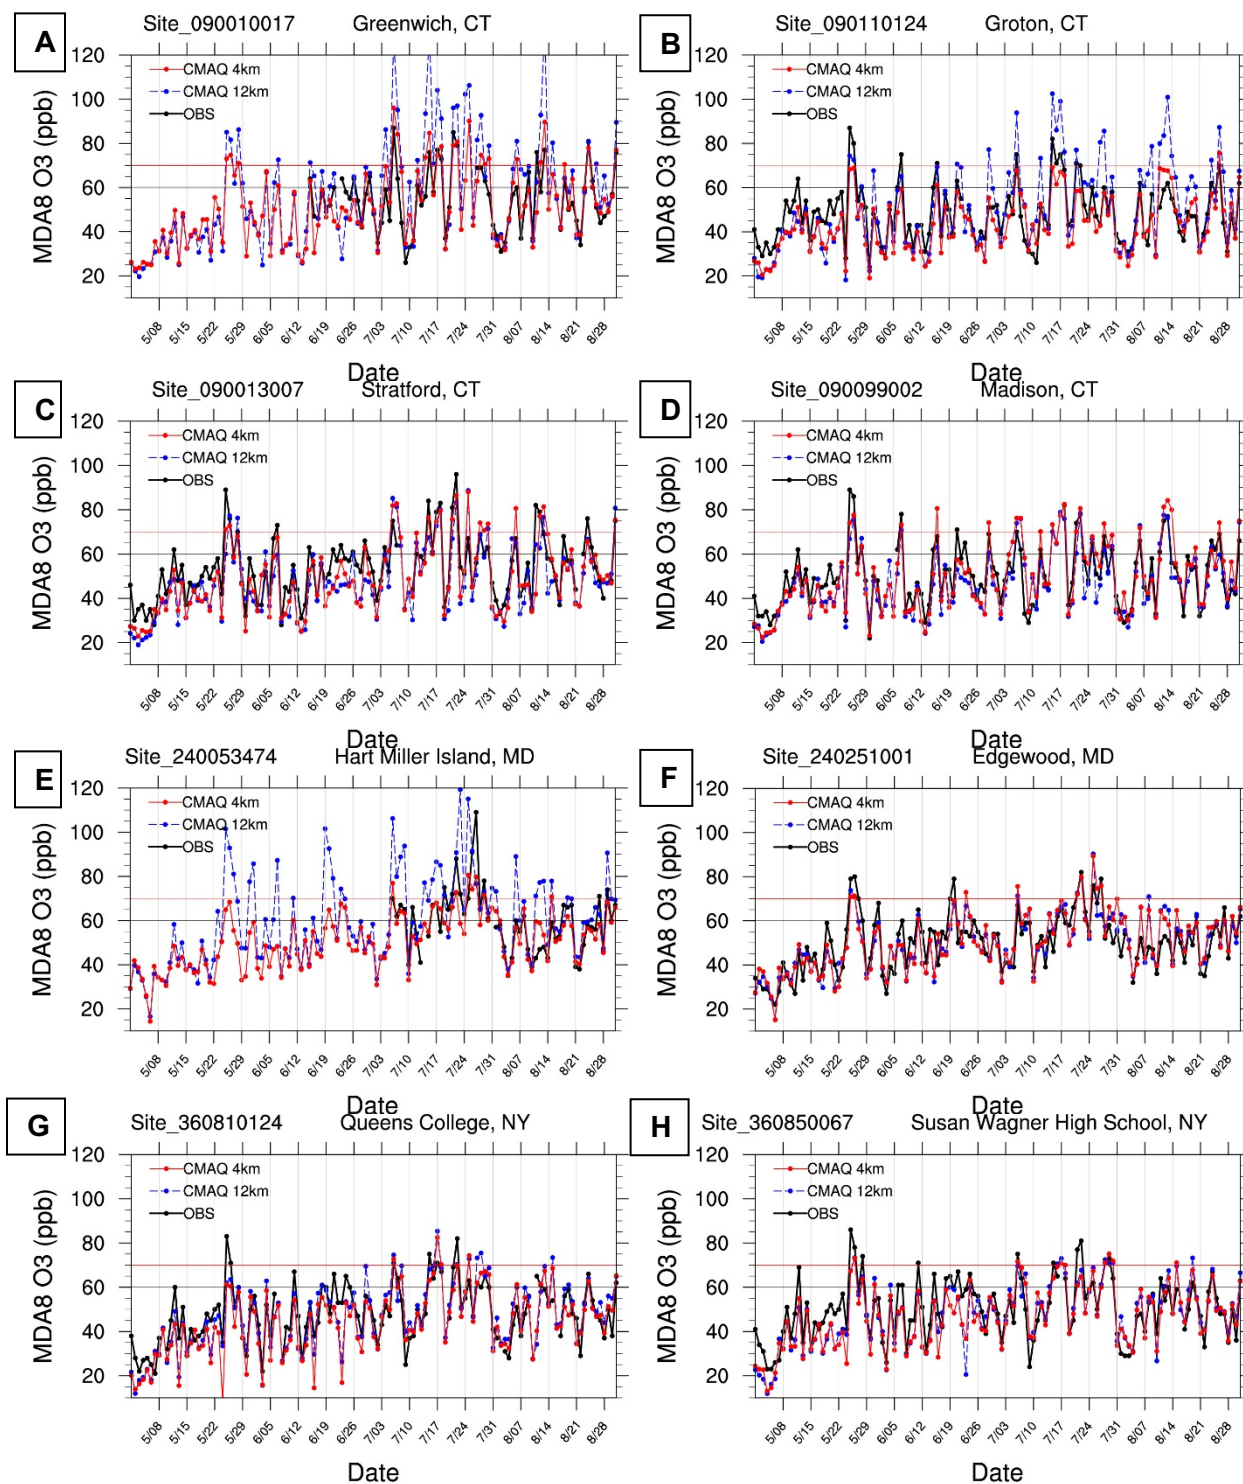 A
Site_090010017 Greenwich, CT
MDA8 O3 (ppb)
120
100
80
60
40
20
CMAQ 4km
CMAQ 12km
OBS
5/08 5/15 5/22 5/29 6/05 6/12 6/19 6/26 7/03 7/10 7/17 7/24 7/31 8/07 8/14 8/21 8/28
Date
B
Site_090110124 Groton, CT
MDA8 O3 (ppb)
120
100
80
60
40
20
CMAQ 4km
CMAQ 12km
OBS
5/08 5/15 5/22 5/29 6/05 6/12 6/19 6/26 7/03 7/10 7/17 7/24 7/31 8/07 8/14 8/21 8/28
Date
C
Site_090013007 Stratford, CT
MDA8 O3 (ppb)
120
100
80
60
40
20
CMAQ 4km
CMAQ 12km
OBS
5/08 5/15 5/22 5/29 6/05 6/12 6/19 6/26 7/03 7/10 7/17 7/24 7/31 8/07 8/14 8/21 8/28
Date
D
Site_090099002 Madison, CT
MDA8 O3 (ppb)
120
100
80
60
40
20
CMAQ 4km
CMAQ 12km
OBS
5/08 5/15 5/22 5/29 6/05 6/12 6/19 6/26 7/03 7/10 7/17 7/24 7/31 8/07 8/14 8/21 8/28
Date
E
Site_240053474 Hart Miller Island, MD
MDA8 O3 (ppb)
120
100
80
60
40
20
CMAQ 4km
CMAQ 12km
OBS
5/08 5/15 5/22 5/29 6/05 6/12 6/19 6/26 7/03 7/10 7/17 7/24 7/31 8/07 8/14 8/21 8/28
Date
F
Site_240251001 Edgewood, MD
MDA8 O3 (ppb)
120
100
80
60
40
20
CMAQ 4km
CMAQ 12km
OBS
5/08 5/15 5/22 5/29 6/05 6/12 6/19 6/26 7/03 7/10 7/17 7/24 7/31 8/07 8/14 8/21 8/28
Date
G
Site_360810124 Queens College, NY
MDA8 O3 (ppb)
120
100
80
60
40
20
CMAQ 4km
CMAQ 12km
OBS
5/08 5/15 5/22 5/29 6/05 6/12 6/19 6/26 7/03 7/10 7/17 7/24 7/31 8/07 8/14 8/21 8/28
Date
H
Site_360850067 Susan Wagner High School, NY
MDA8 O3 (ppb)
120
100
80
60
40
20
CMAQ 4km
CMAQ 12km
OBS
5/08 5/15 5/22 5/29 6/05 6/12 6/19 6/26 7/03 7/10 7/17 7/24 7/31 8/07 8/14 8/21 8/28
Date